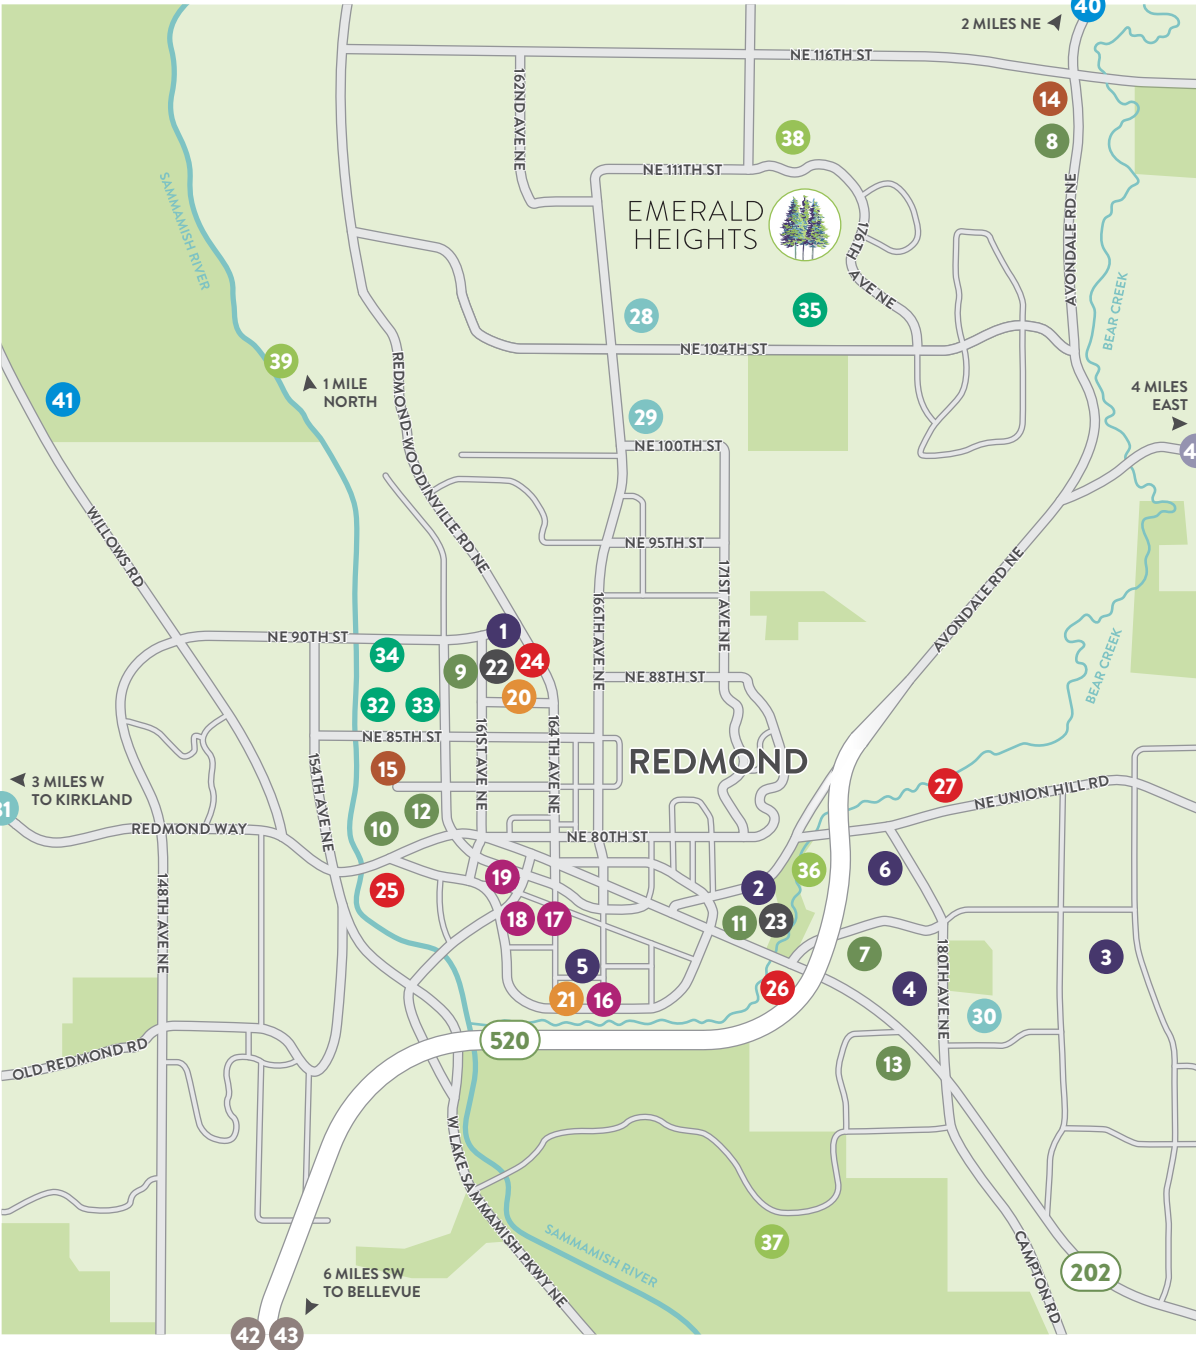 40
2 MILES NE
NE 116TH ST
162ND AVE NE
14
8
38
NE 111TH ST
SAMMAMISH RIVER
EMERALD
HEIGHTS
176TH
AVE NE
AVONDALE RD NE
BEAR CREEK
28
35
NE 104TH ST
39
1 MILE
NORTH
REDMOND-WOODINVILLE RD NE
41
29
4 MILES
EAST
4
NE 100TH ST
WILLOWS RD
NE 95TH ST
171ST AVE NE
166TH AVE NE
AVONDALE RD NE
BEAR CREEK
NE 90TH ST
1
34
9
22
24
20
NE 88TH ST
32
33
NE 85TH ST
161ST AVE NE
164TH AVE NE
154TH AVE NE
15
REDMOND
3 MILES W
TO KIRKLAND
31
12
10
REDMOND WAY
NE 80TH ST
27
NE UNION HILL RD
148TH AVE NE
25
19
18
17
2
36
6
11
23
7
3
5
4
180TH AVE NE
21
16
26
30
520
OLD REDMOND RD
13
W LAKE SAMMAMISH PKWY NE
SAMMAMISH RIVER
37
CAMPTON RD
202
6 MILES SW
TO BELLEVUE
42
43